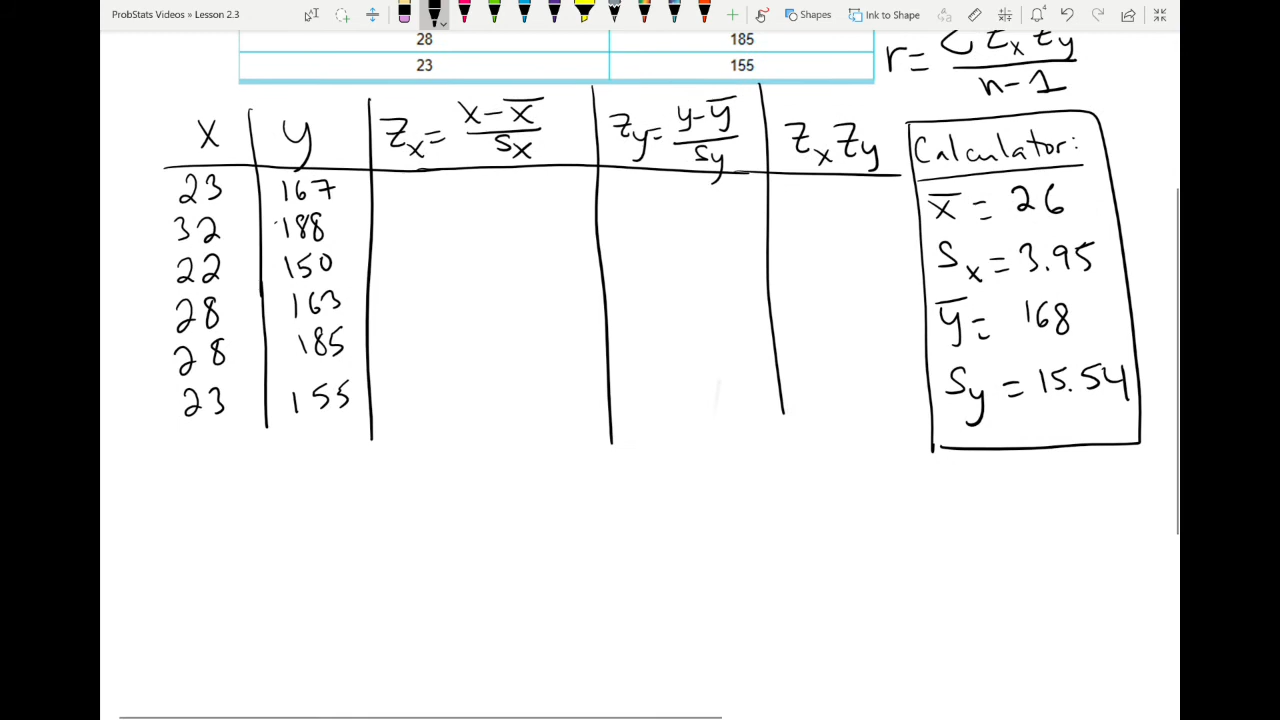 ProbStats Videos » Lesson 2.3
Shapes
Ink to Shape
28 185
23 155
r = Σ Zx Zy / n-1
x y Zx = x - x̅ / Sx Zy = y - y̅ / Sy Zx Zy
23 167
32 188
22 150
28 163
28 185
23 155
Calculator:
x̅ = 26
Sx = 3.95
y̅ = 168
Sy = 15.54